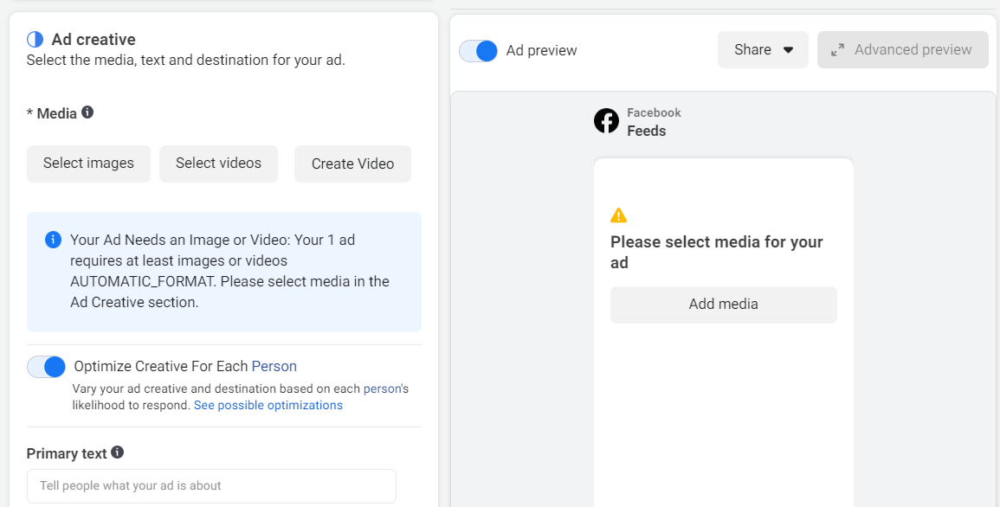 Ad creative
Select the media, text and destination for your ad.
* Media
Select images
Select videos
Create Video
Your Ad Needs an Image or Video: Your 1 ad
requires at least images or videos
AUTOMATIC_FORMAT. Please select media in the
Ad Creative section.
Optimize Creative For Each Person
Vary your ad creative and destination based on each person's
likelihood to respond. See possible optimizations
Primary text
Tell people what your ad is about
Ad preview
Share
Advanced preview
Facebook
Feeds
Please select media for your
ad
Add media